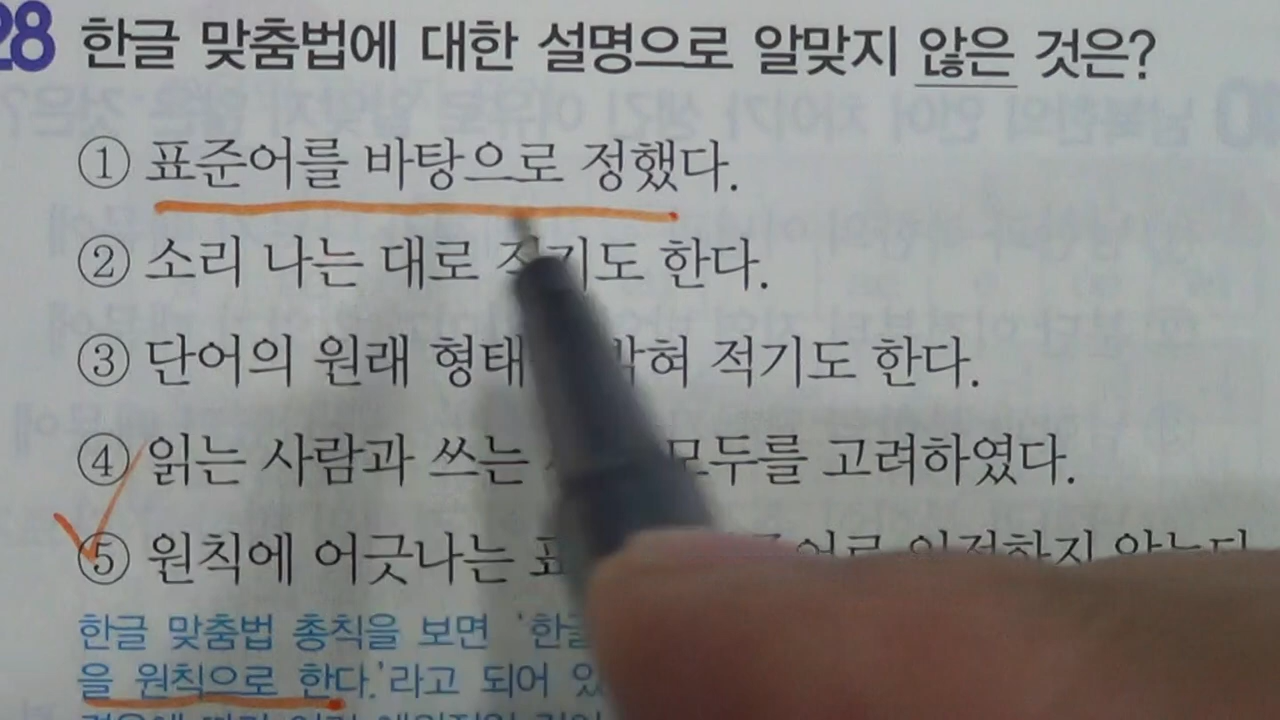 28 한글 맞춤법에 대한 설명으로 알맞지 않은 것은?
① 표준어를 바탕으로 정했다.
② 소리 나는 대로 적기도 한다.
③ 단어의 원래 형태 밝혀 적기도 한다.
④ 읽는 사람과 쓰는 모두를 고려하였다.
⑤ 원칙에 어긋나는
한글 맞춤법 총칙을 보면 '한글
을 원칙으로 한다.'라고 되어